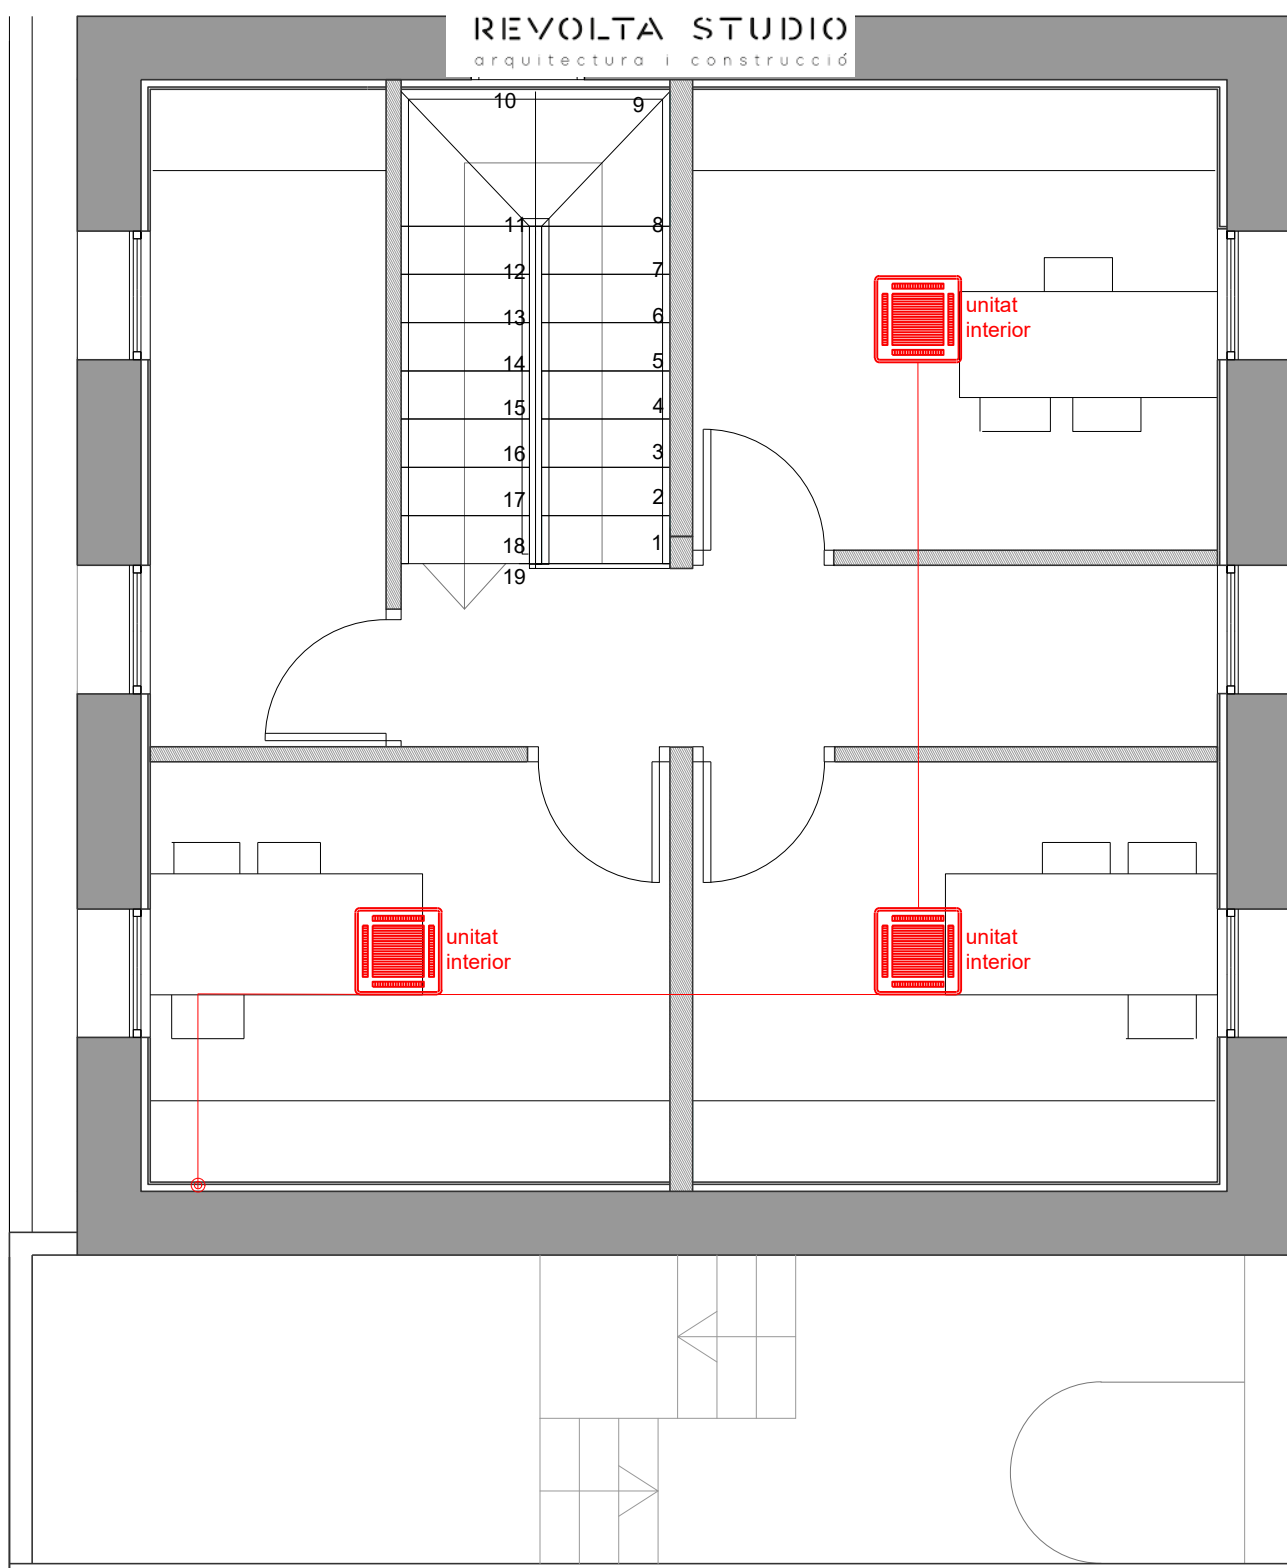 REVOLTA STUDIO
arquitectura i construcció
10
9
11
8
12
7
13
6
14
5
15
4
16
3
17
2
18
1
19
unitat
interior
unitat
interior
unitat
interior